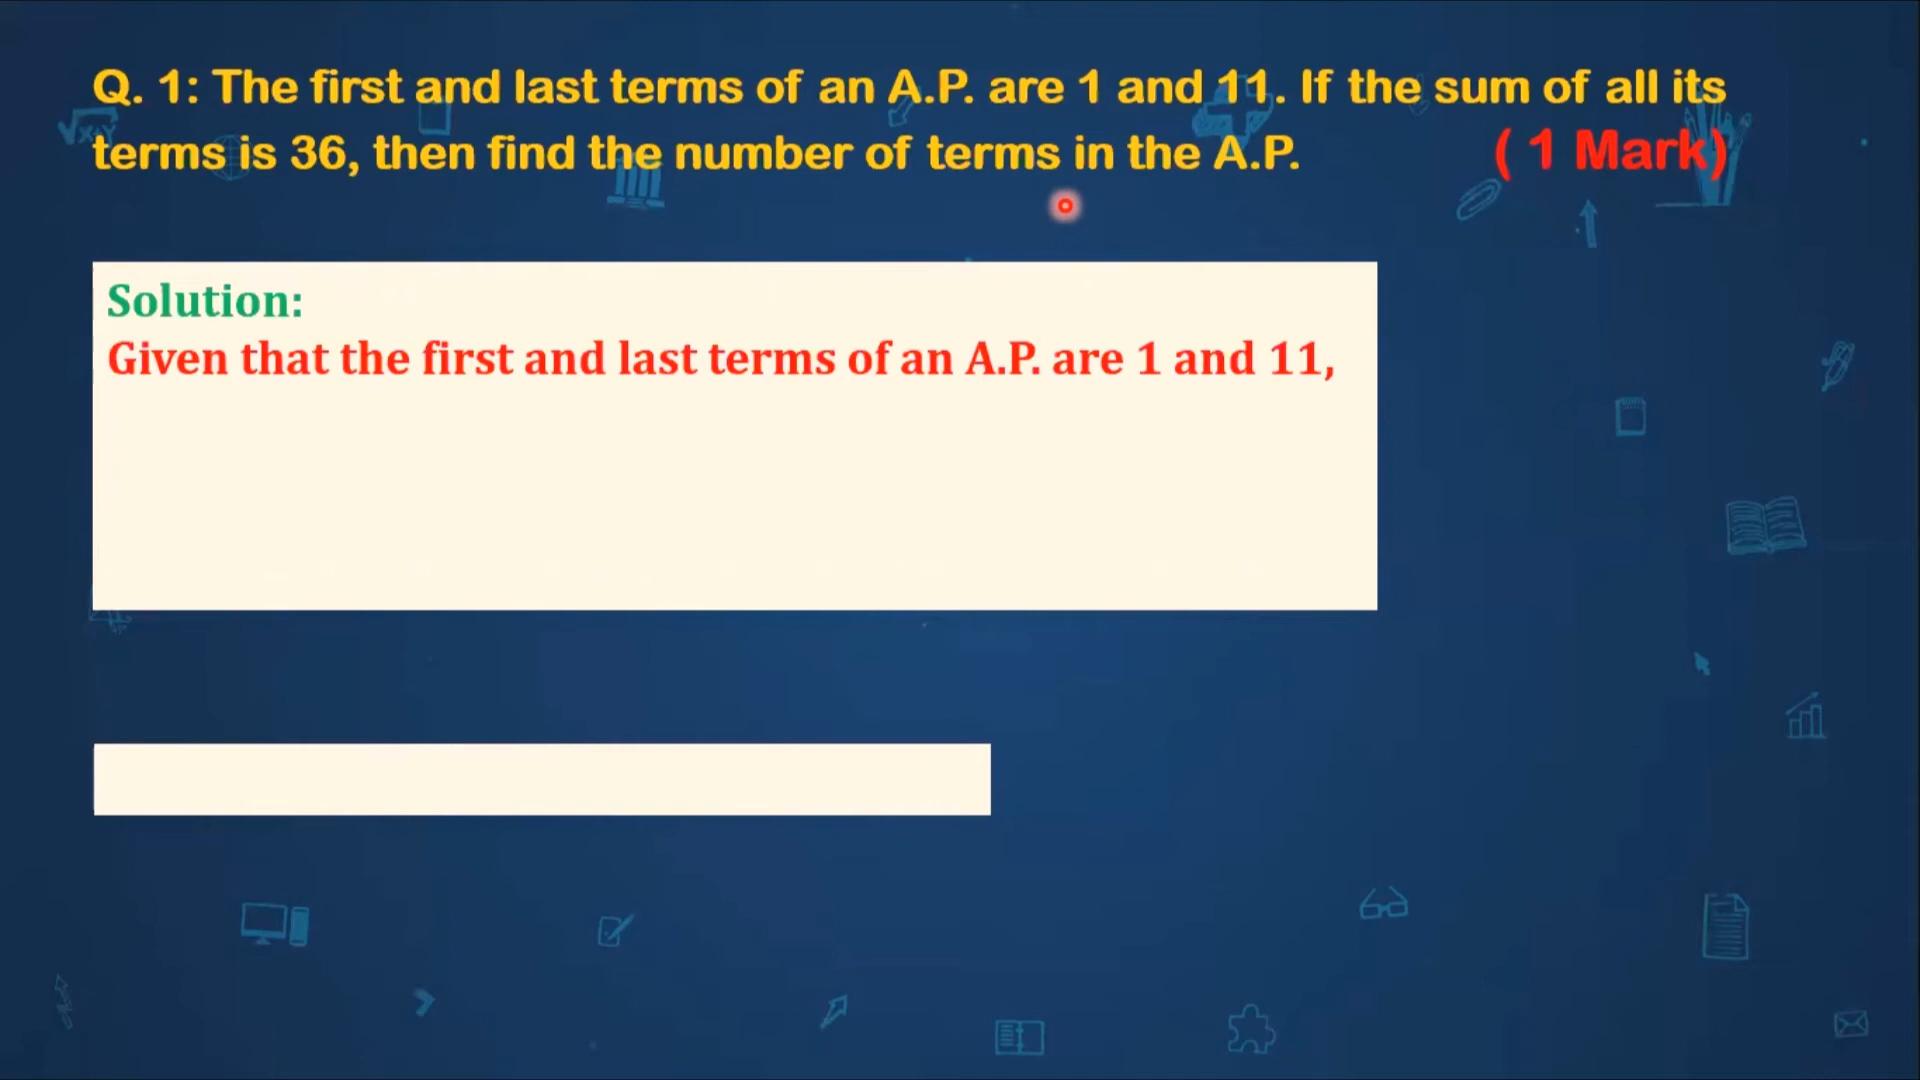 Q. 1: The first and last terms of an A.P. are 1 and 11. If the sum of all its
terms is 36, then find the number of terms in the A.P. ( 1 Mark)
Solution:
Given that the first and last terms of an A.P. are 1 and 11,